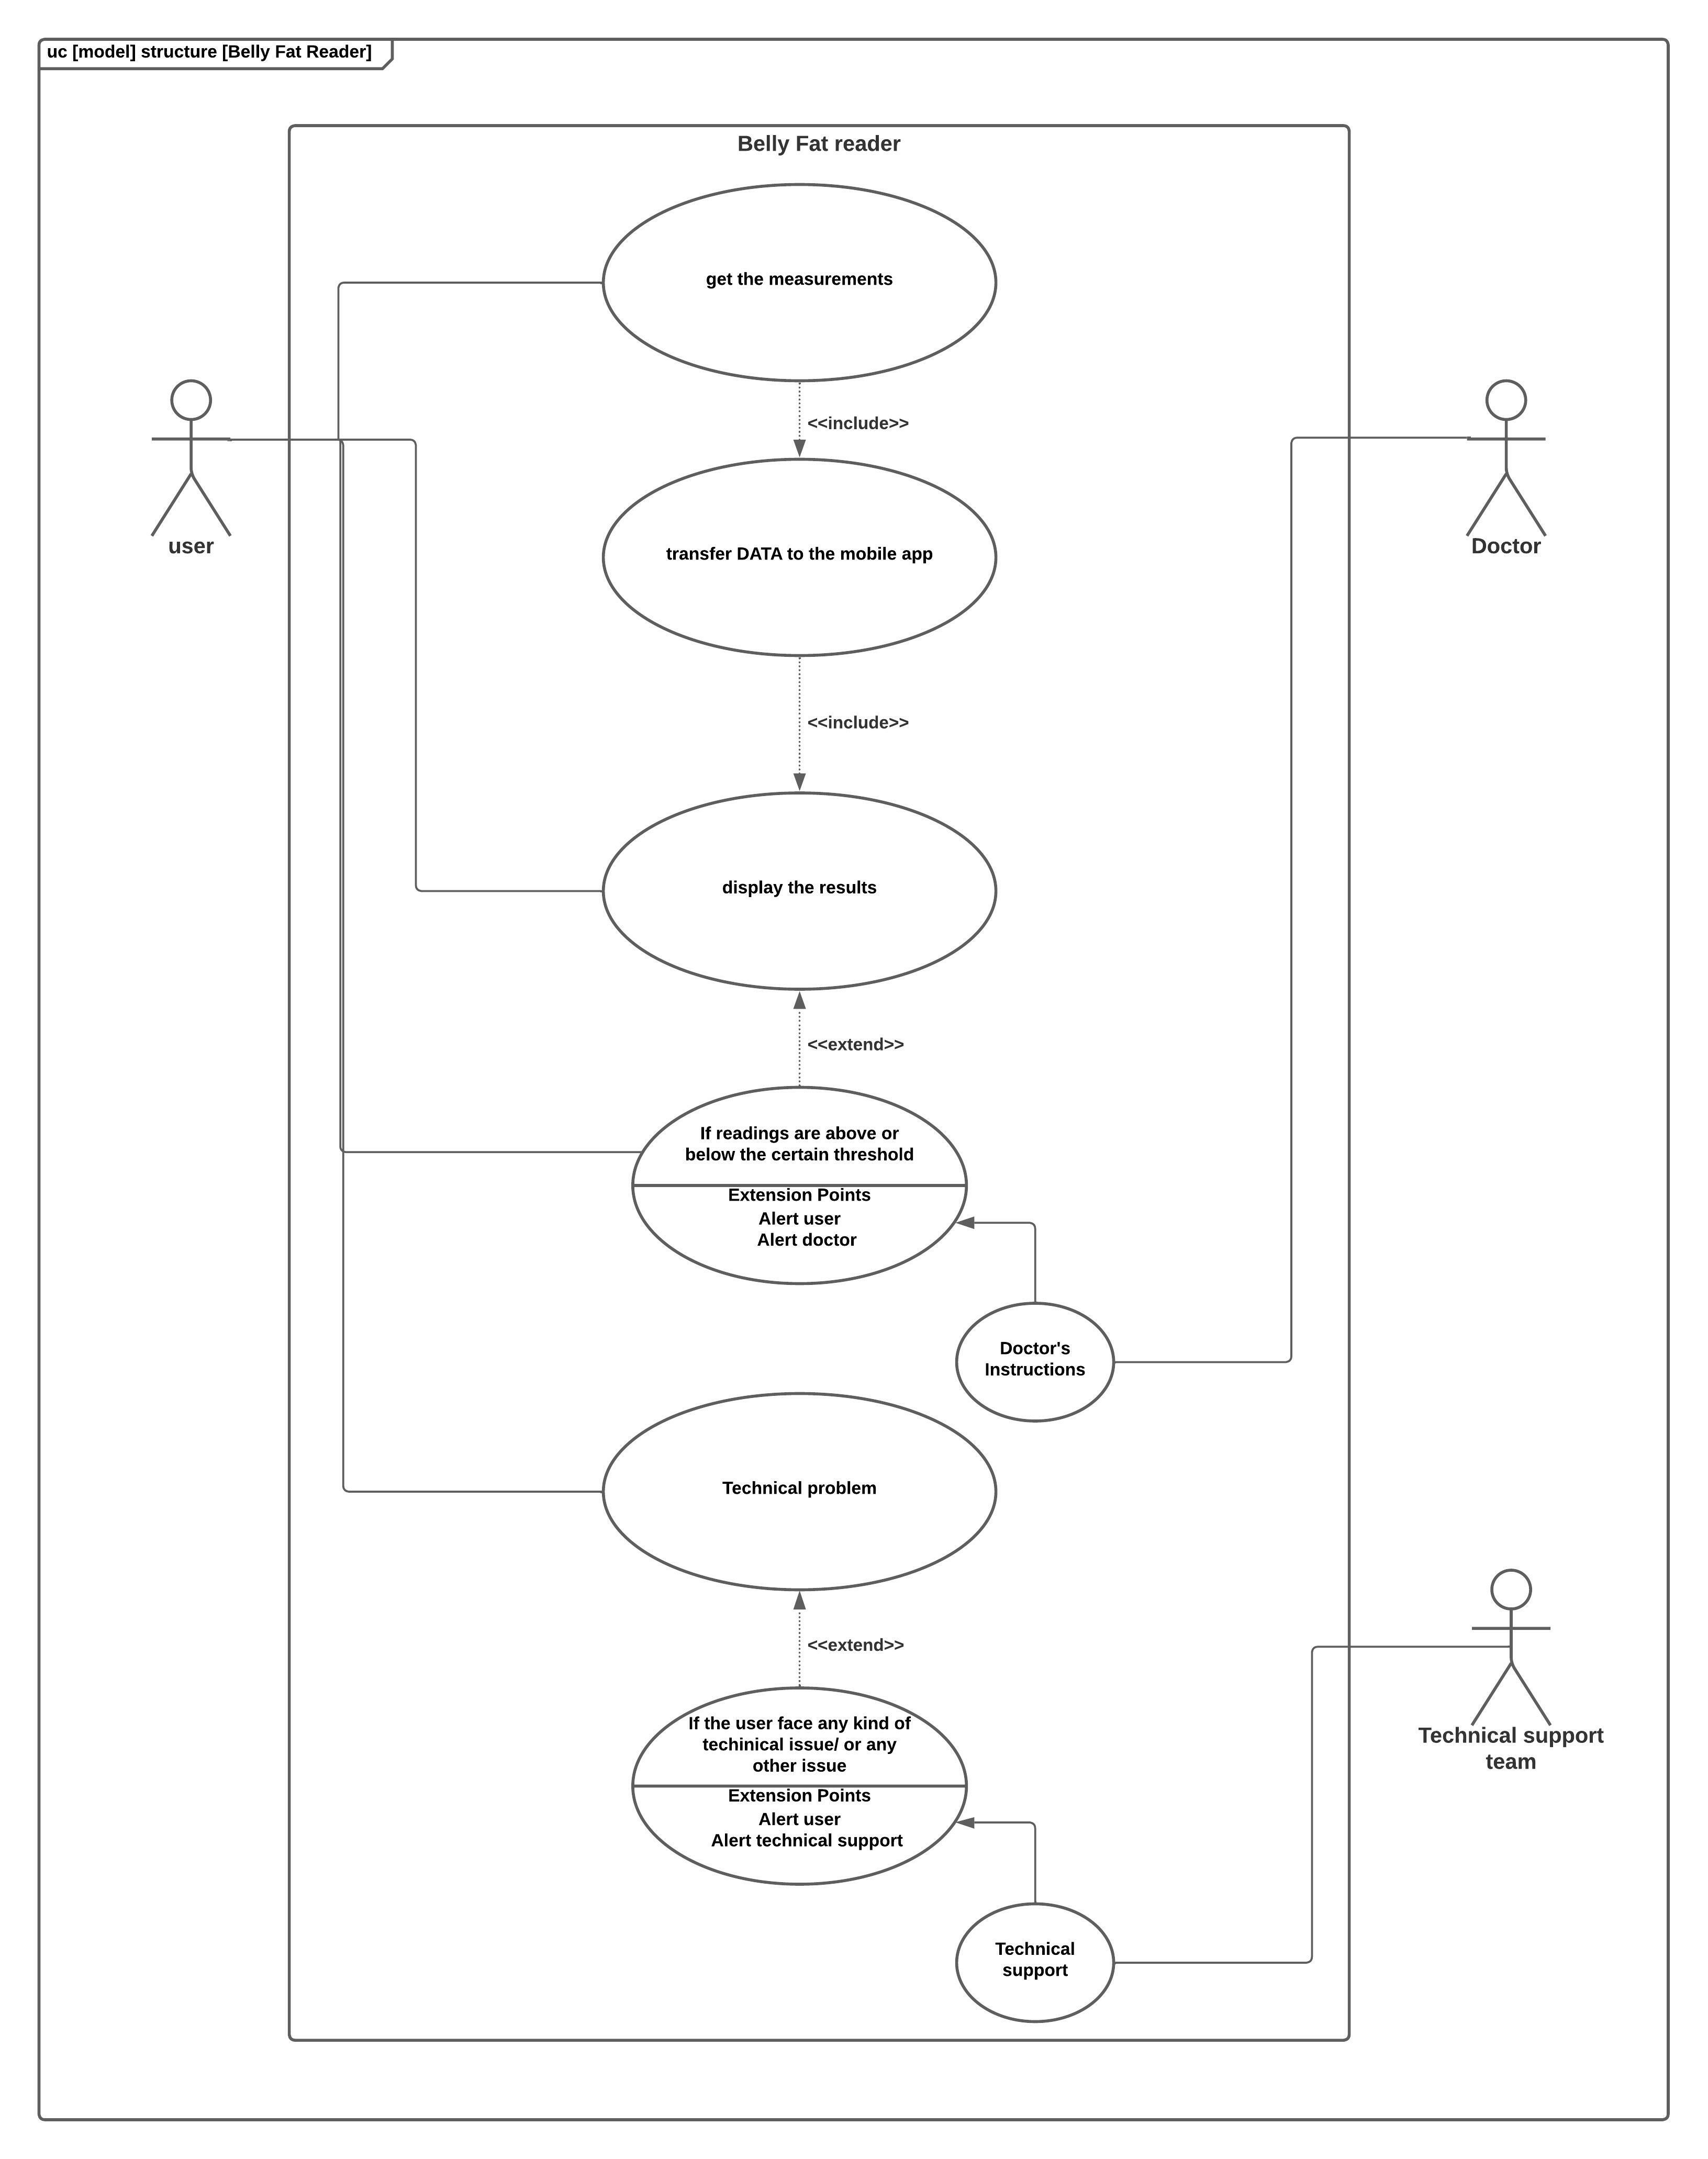 uc [model] structure [Belly Fat Reader]
Belly Fat reader
get the measurements
<<include>>
user
Doctor
transfer DATA to the mobile app
<<include>>
display the results
<<extend>>
If readings are above or
below the certain threshold
Extension Points
Alert user
Alert doctor
Doctor's
Instructions
Technical problem
<<extend>>
If the user face any kind of
techinical issue/ or any
other issue
Extension Points
Alert user
Alert technical support
Technical support
team
Technical
support